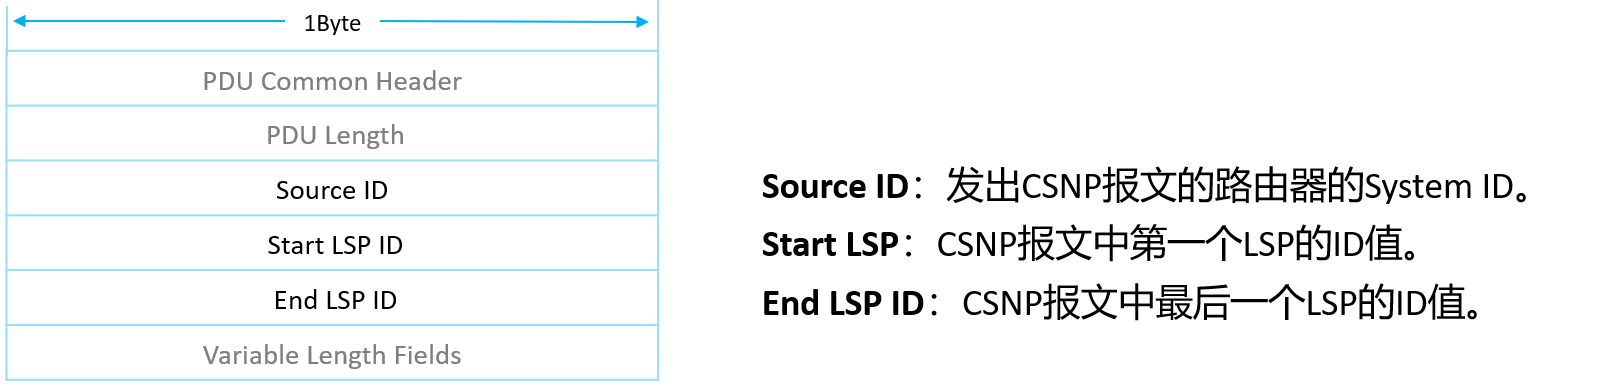 1Byte
PDU Common Header
PDU Length
Source ID
Start LSP ID
End LSP ID
Variable Length Fields
Source ID：发出CSNP报文的路由器的System ID。
Start LSP：CSNP报文中第一个LSP的ID值。
End LSP ID：CSNP报文中最后一个LSP的ID值。